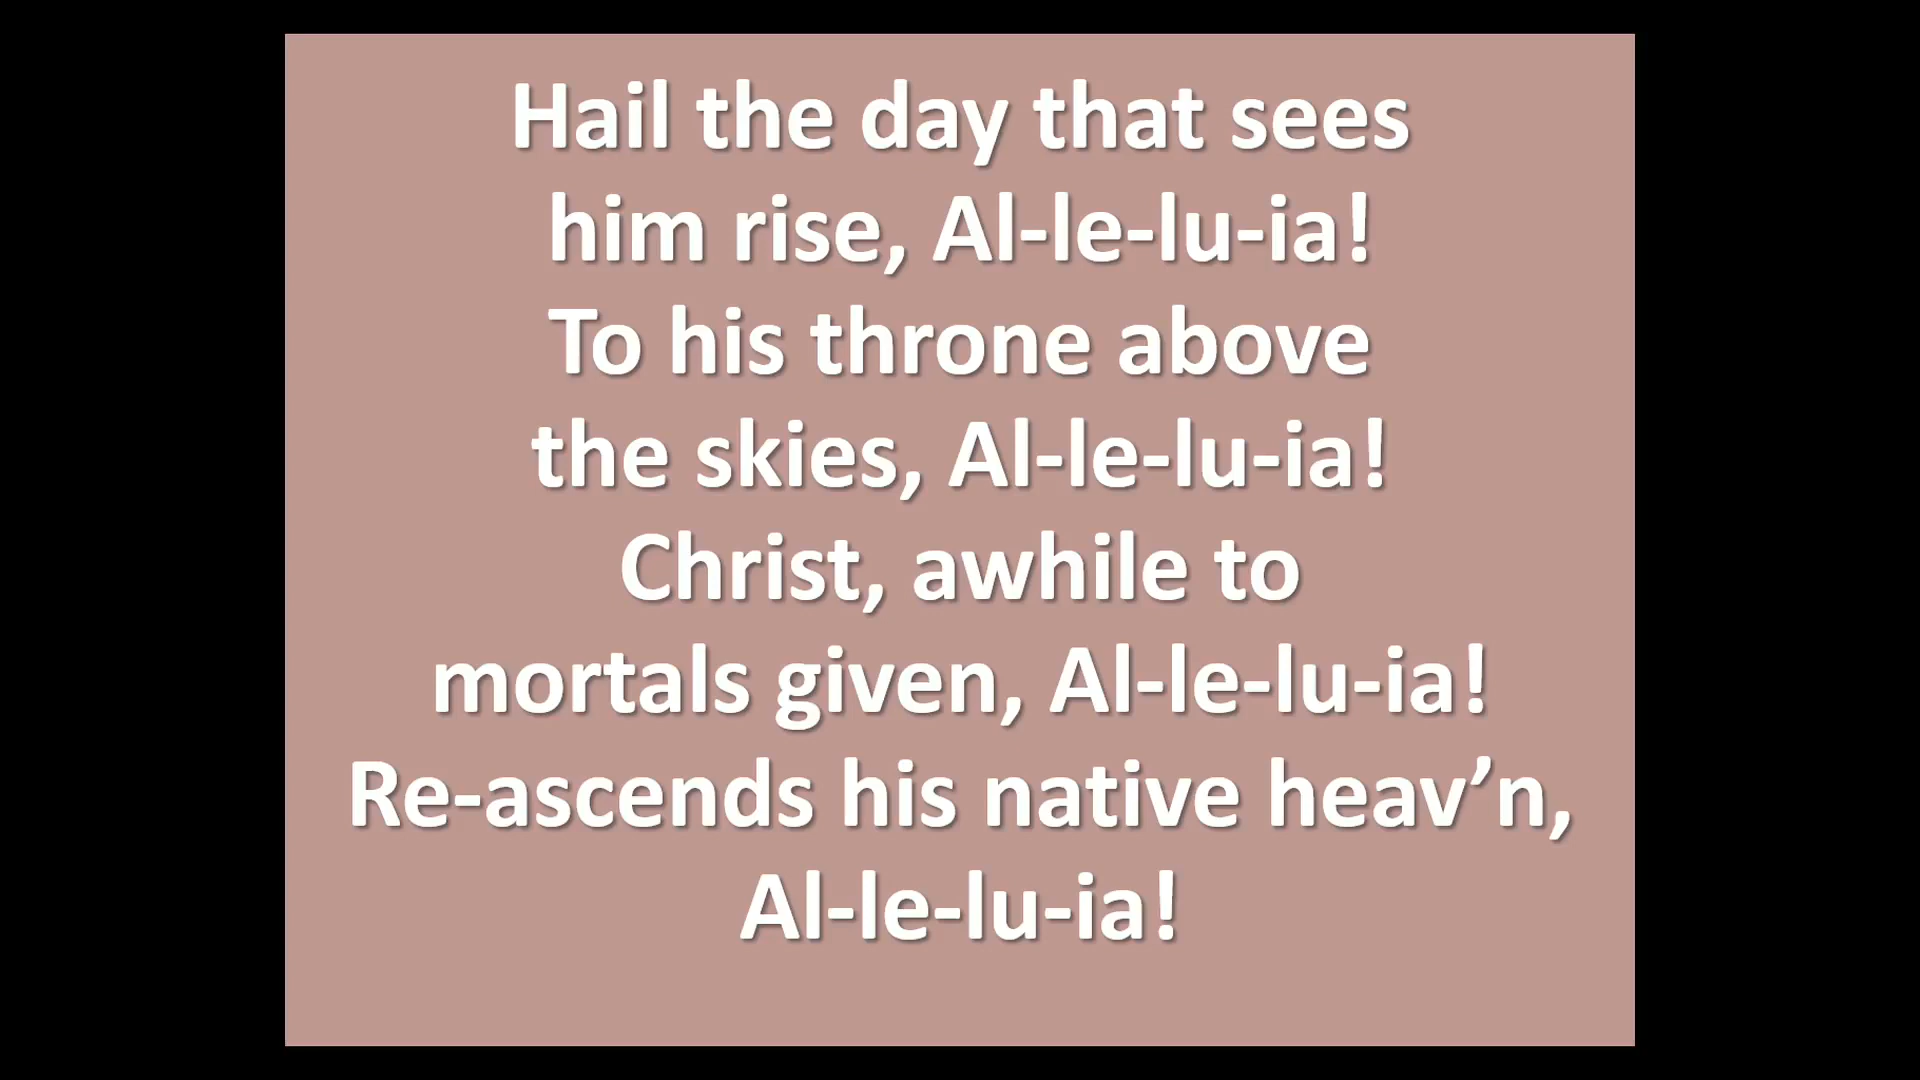 Hail the day that sees
him rise, Al-le-lu-ia!
To his throne above
the skies, Al-le-lu-ia!
Christ, awhile to
mortals given, Al-le-lu-ia!
Re-ascends his native heav’n,
Al-le-lu-ia!